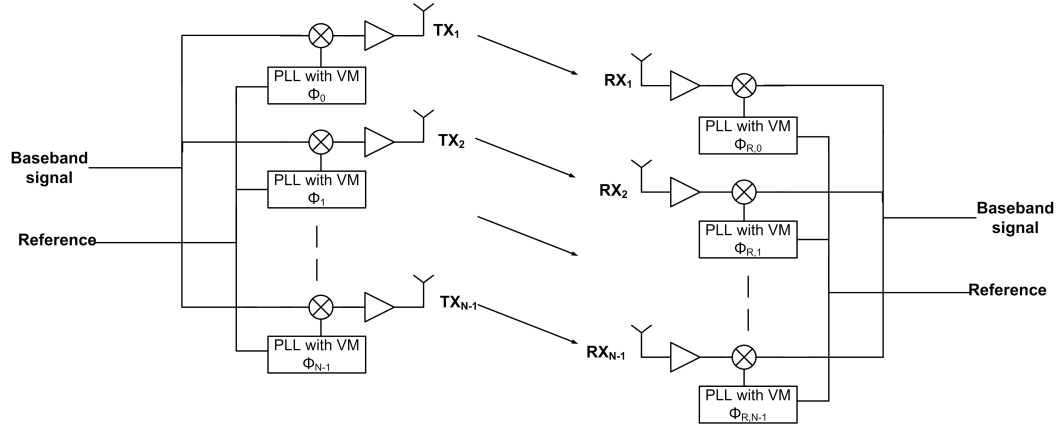 TX₁
PLL with VM
Φ₀
TX₂
PLL with VM
Φ₁
Baseband
signal
Reference
TXN-1
PLL with VM
ΦN-1
RX₁
PLL with VM
ΦR,0
RX₂
PLL with VM
ΦR,1
Baseband
signal
Reference
RXN-1
PLL with VM
ΦR,N-1